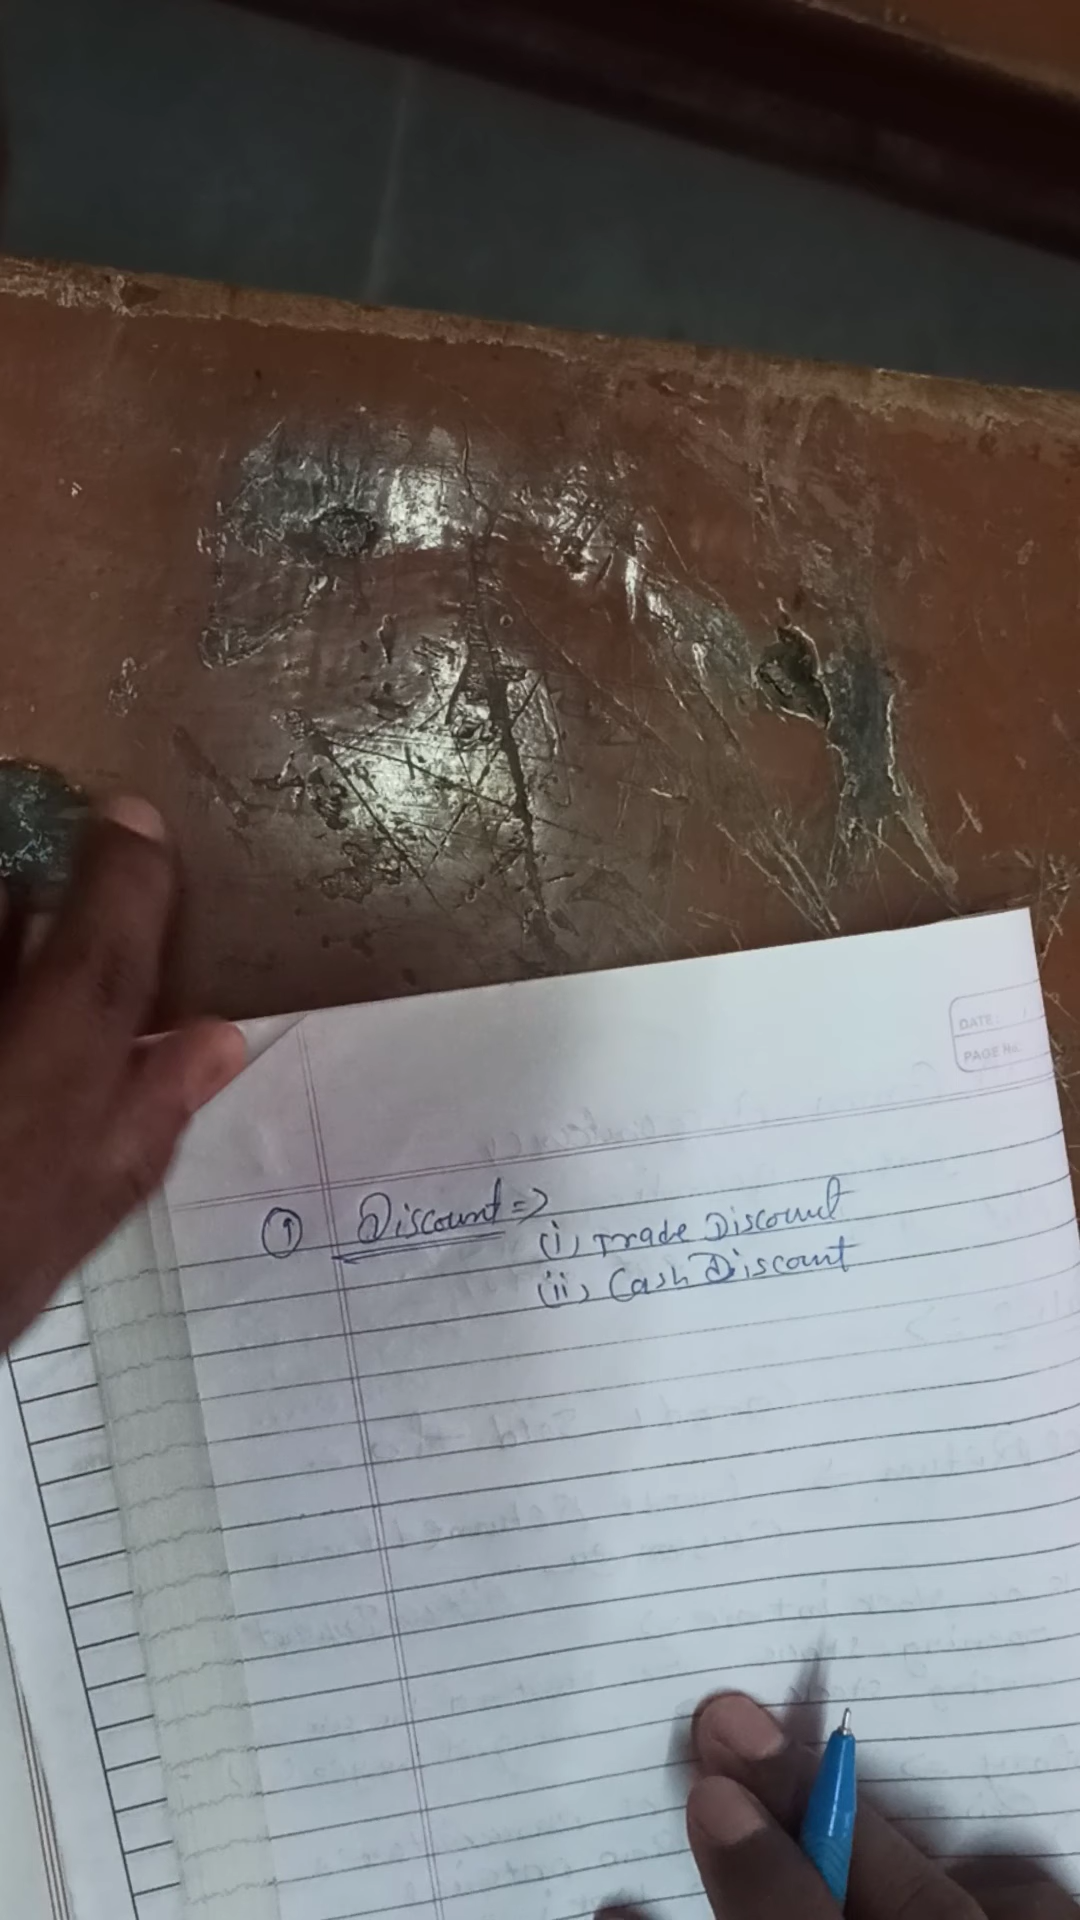 DATE: /
PAGE No.
① Discount =>
(i) Trade Discount
(ii) Cash Discount